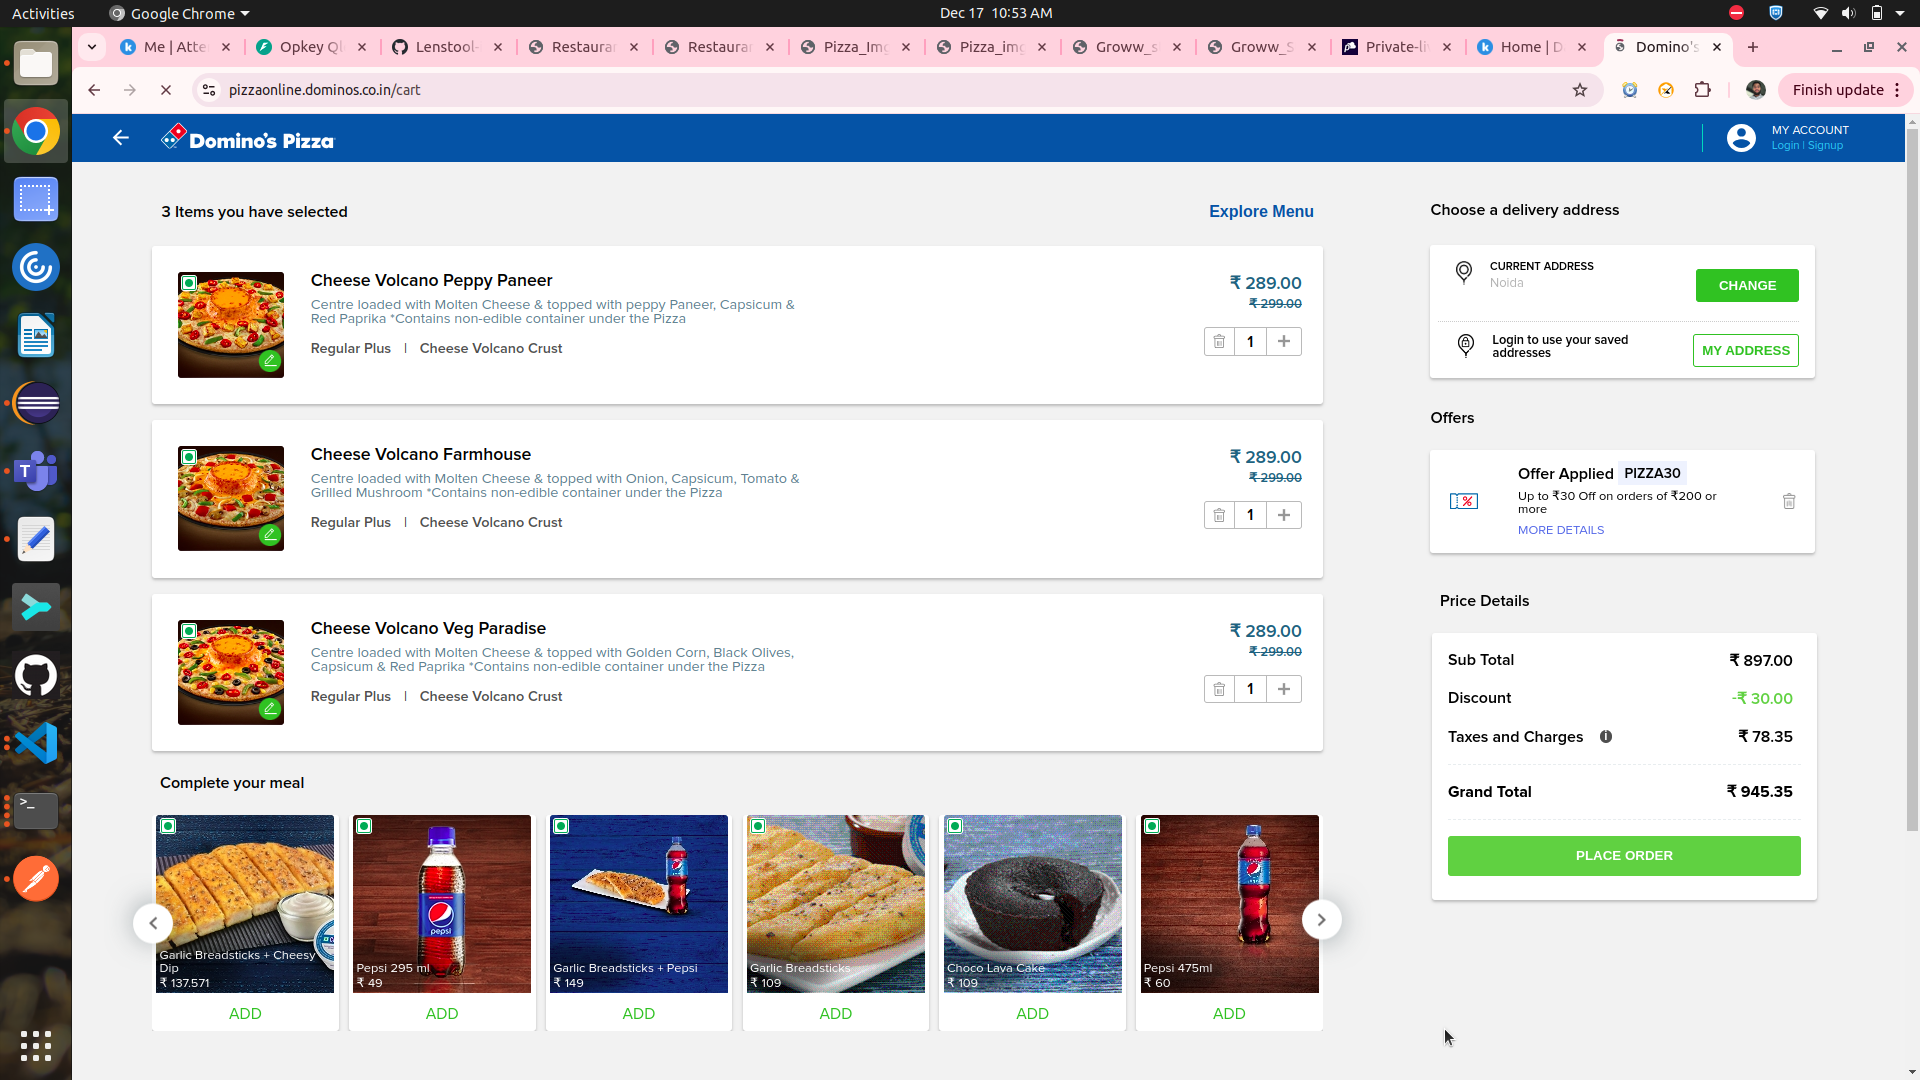 Activities
Google Chrome
Dec 17 10:53 AM
Me | Atte
Opkey Ql
Lenstool-
Restaurar
Restaurar
Pizza_Img
Pizza_img
Groww_s
Groww_S
Private-li
Home | D
Domino's
pizzaonline.dominos.co.in/cart
Finish update
Domino's Pizza
MY ACCOUNT
Login | Signup
3 Items you have selected
Explore Menu
Cheese Volcano Peppy Paneer
Centre loaded with Molten Cheese & topped with peppy Paneer, Capsicum &
Red Paprika *Contains non-edible container under the Pizza
Regular Plus | Cheese Volcano Crust
₹ 289.00
₹ 299.00
1
Cheese Volcano Farmhouse
Centre loaded with Molten Cheese & topped with Onion, Capsicum, Tomato &
Grilled Mushroom *Contains non-edible container under the Pizza
Regular Plus | Cheese Volcano Crust
₹ 289.00
₹ 299.00
1
Cheese Volcano Veg Paradise
Centre loaded with Molten Cheese & topped with Golden Corn, Black Olives,
Capsicum & Red Paprika *Contains non-edible container under the Pizza
Regular Plus | Cheese Volcano Crust
₹ 289.00
₹ 299.00
1
Complete your meal
Garlic Breadsticks + Cheesy
Dip
₹ 137.571
ADD
pepsi
Pepsi 295 ml
₹ 49
ADD
Garlic Breadsticks + Pepsi
₹ 149
ADD
Garlic Breadsticks
₹ 109
ADD
Choco Lava Cake
₹ 109
ADD
Pepsi 475ml
₹ 60
ADD
Choose a delivery address
CURRENT ADDRESS
Noida
CHANGE
Login to use your saved
addresses
MY ADDRESS
Offers
Offer Applied PIZZA30
Up to ₹30 Off on orders of ₹200 or
more
MORE DETAILS
Price Details
Sub Total ₹ 897.00
Discount -₹ 30.00
Taxes and Charges ₹ 78.35
Grand Total ₹ 945.35
PLACE ORDER